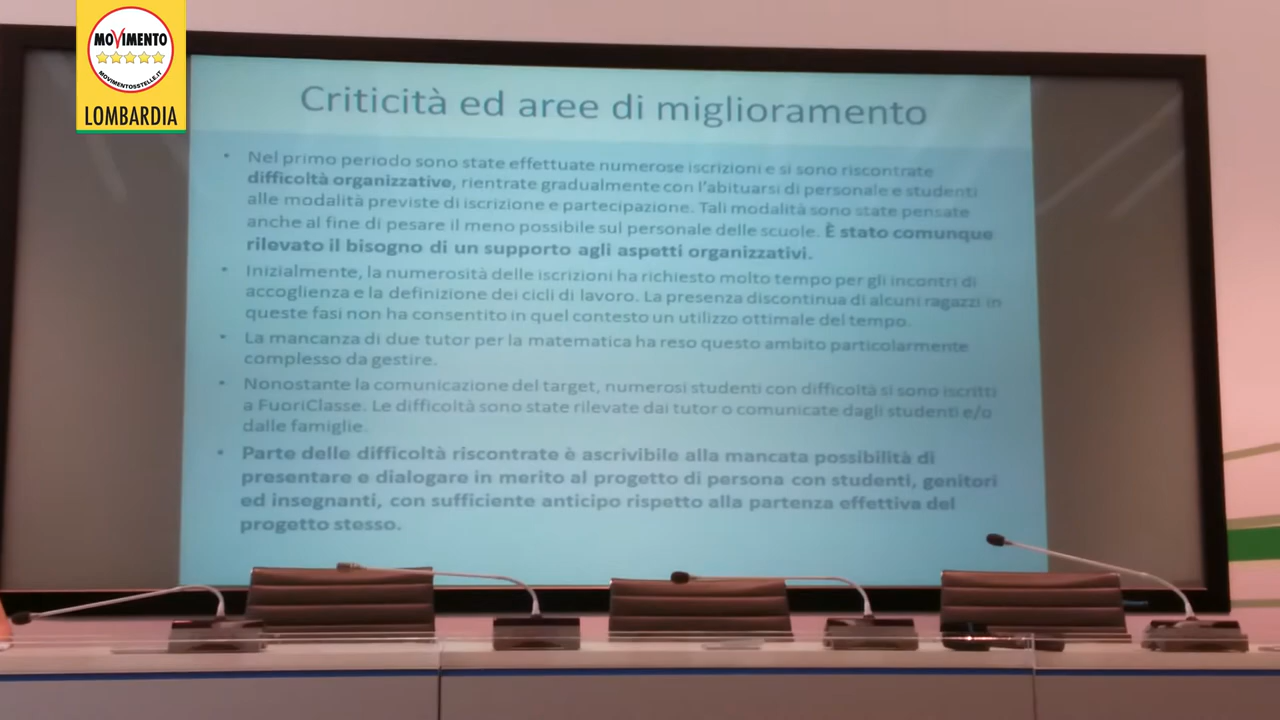 MOVIMENTO
MOVIMENTO5STELLE.IT
LOMBARDIA
Criticità ed aree di miglioramento
• Nel primo periodo sono state effettuate numerose iscrizioni e si sono riscontrate
difficoltà organizzative, rientrate gradualmente con l'abituarsi di personale e studenti
alle modalità previste di iscrizione e partecipazione. Tali modalità sono state pensate
anche al fine di pesare il meno possibile sul personale delle scuole. È stato comunque
rilevato il bisogno di un supporto agli aspetti organizzativi.
• Inizialmente, la numerosità delle iscrizioni ha richiesto molto tempo per gli incontri di
accoglienza e la definizione dei cicli di lavoro. La presenza discontinua di alcuni ragazzi in
queste fasi non ha consentito in quel contesto un utilizzo ottimale del tempo.
• La mancanza di due tutor per la matematica ha reso questo ambito particolarmente
complesso da gestire.
• Nonostante la comunicazione del target, numerosi studenti con difficoltà si sono iscritti
a FuoriClasse. Le difficoltà sono state rilevate dai tutor o comunicate dagli studenti e/o
dalle famiglie.
• Parte delle difficoltà riscontrate è ascrivibile alla mancata possibilità di
presentare e dialogare in merito al progetto di persona con studenti, genitori
ed insegnanti, con sufficiente anticipo rispetto alla partenza effettiva del
progetto stesso.